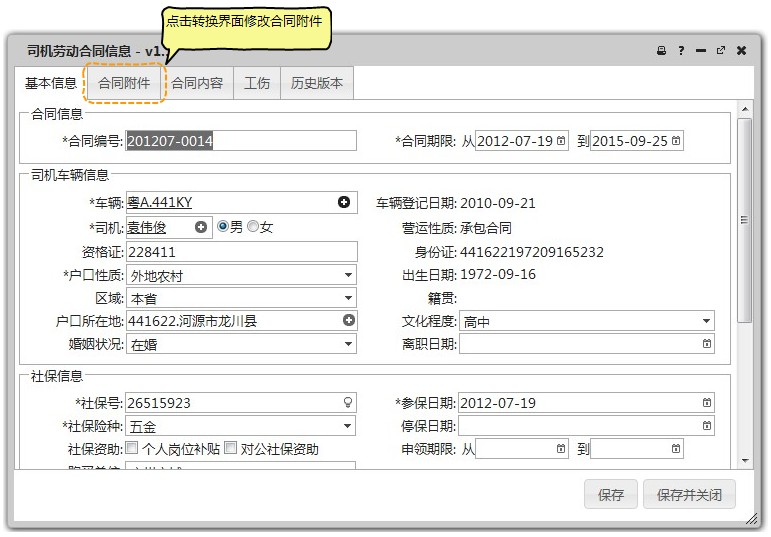 点击转换界面修改合同附件
司机劳动合同信息 - v1.
基本信息 合同附件 合同内容 工伤 历史版本
合同信息
*合同编号: 201207-0014 *合同期限: 从 2012-07-19 到 2015-09-25
司机车辆信息
*车辆: 粤A.441KY 车辆登记日期: 2010-09-21
*司机: 袁伟俊 男 女 营运性质: 承包合同
资格证: 228411 身份证: 441622197209165232
*户口性质: 外地农村 出生日期: 1972-09-16
区域: 本省 籍贯:
户口所在地: 441622.河源市龙川县 文化程度: 高中
婚姻状况: 在婚 离职日期:
社保信息
*社保号: 26515923 *参保日期: 2012-07-19
*社保险种: 五金 停保日期:
社保资助: 个人岗位补贴 对公社保资助 申领期限: 从 到
保存 保存并关闭